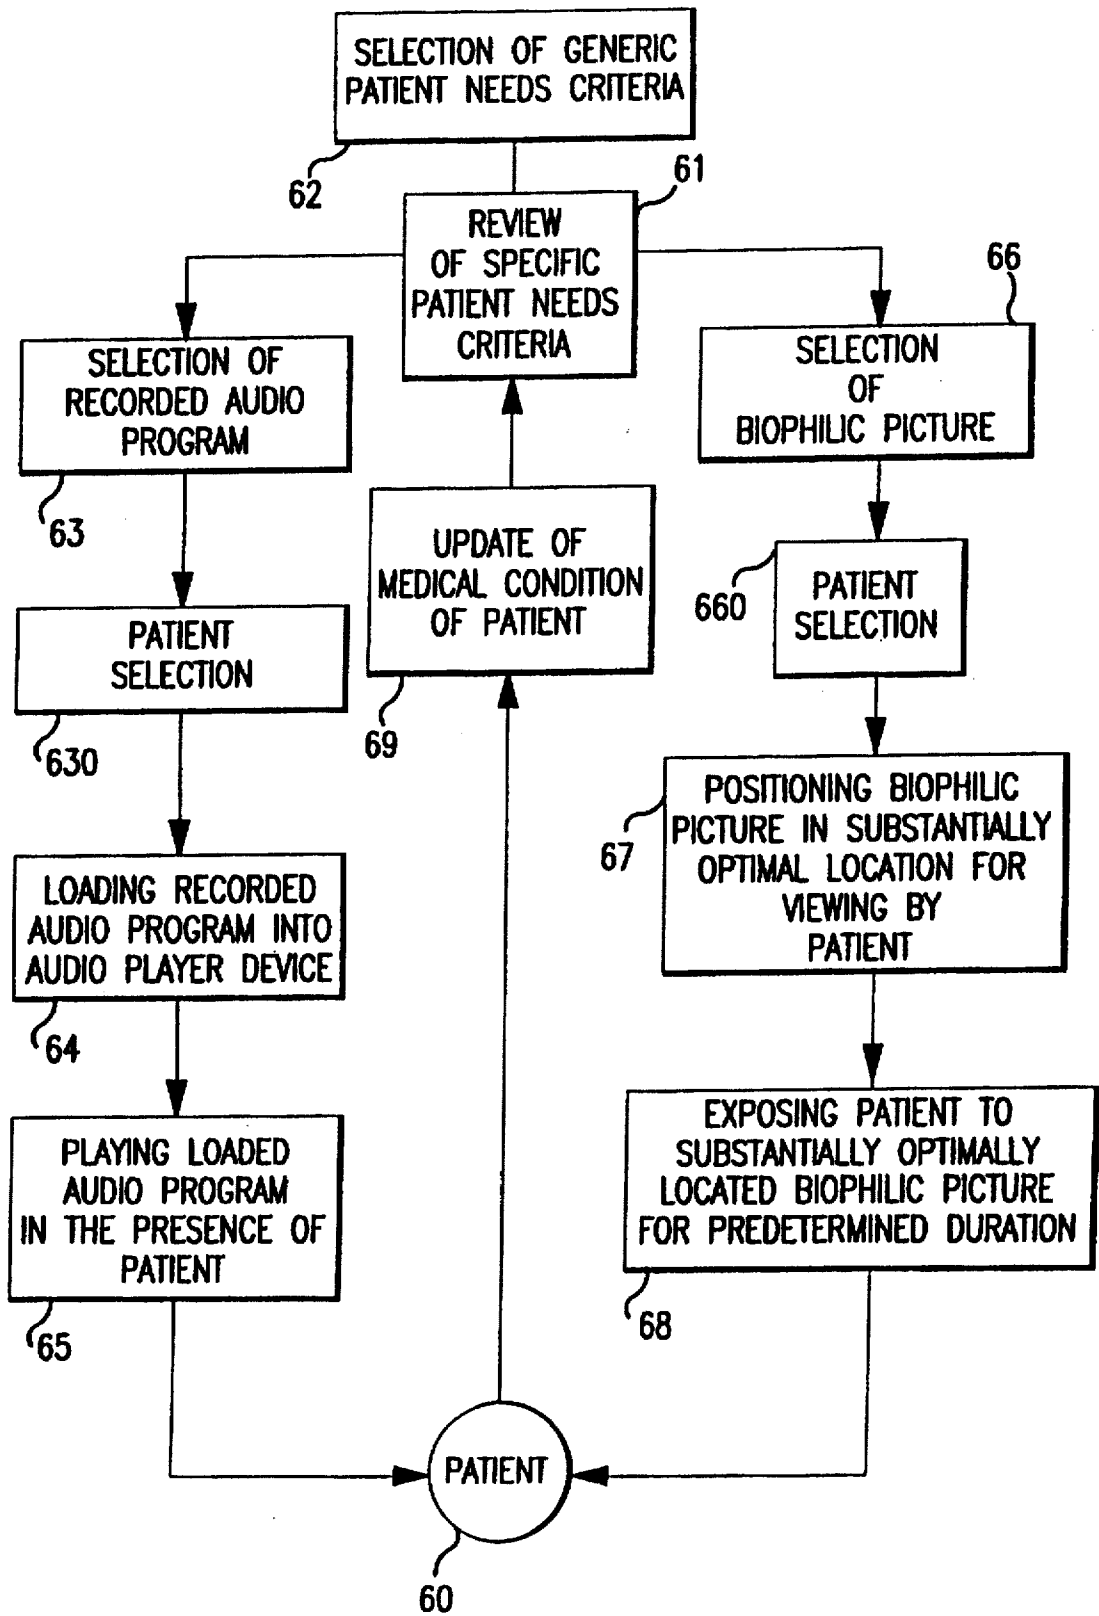 SELECTION OF GENERIC
PATIENT NEEDS CRITERIA
62
61
REVIEW
OF SPECIFIC
PATIENT NEEDS
CRITERIA
66
SELECTION OF
RECORDED AUDIO
PROGRAM
63
SELECTION
OF
BIOPHILIC PICTURE
UPDATE OF
MEDICAL CONDITION
OF PATIENT
69
PATIENT
SELECTION
630
660
PATIENT
SELECTION
LOADING RECORDED
AUDIO PROGRAM INTO
AUDIO PLAYER DEVICE
64
67
POSITIONING BIOPHILIC
PICTURE IN SUBSTANTIALLY
OPTIMAL LOCATION FOR
VIEWING BY
PATIENT
PLAYING LOADED
AUDIO PROGRAM
IN THE PRESENCE OF
PATIENT
65
EXPOSING PATIENT TO
SUBSTANTIALLY OPTIMALLY
LOCATED BIOPHILIC PICTURE
FOR PREDETERMINED DURATION
68
PATIENT
60